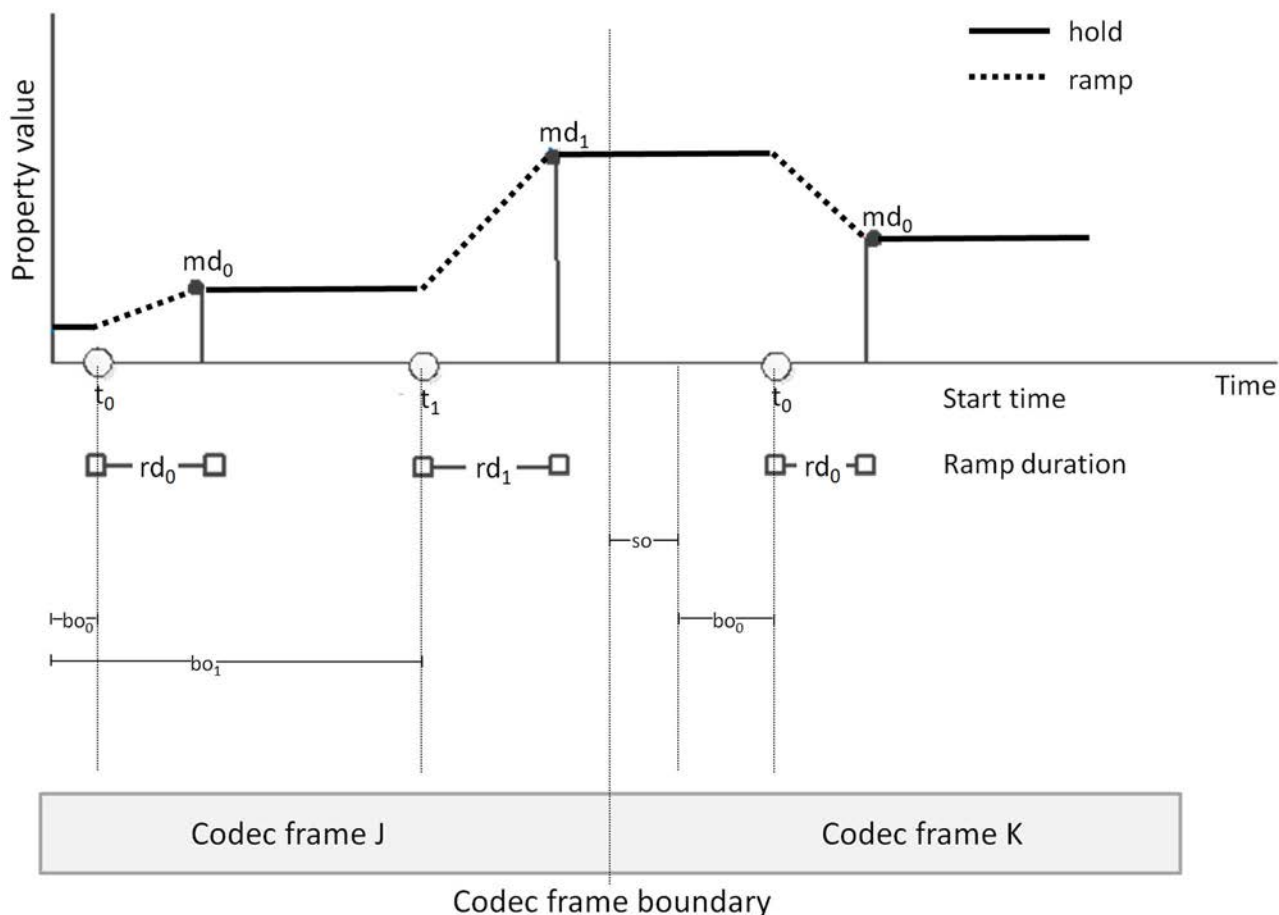 hold
ramp
Property value
md₁
md₀
md₀
t₀
t₁
t₀
Start time
Time
rd₀
rd₁
rd₀
Ramp duration
so
bo₀
bo₀
bo₁
Codec frame J
Codec frame K
Codec frame boundary